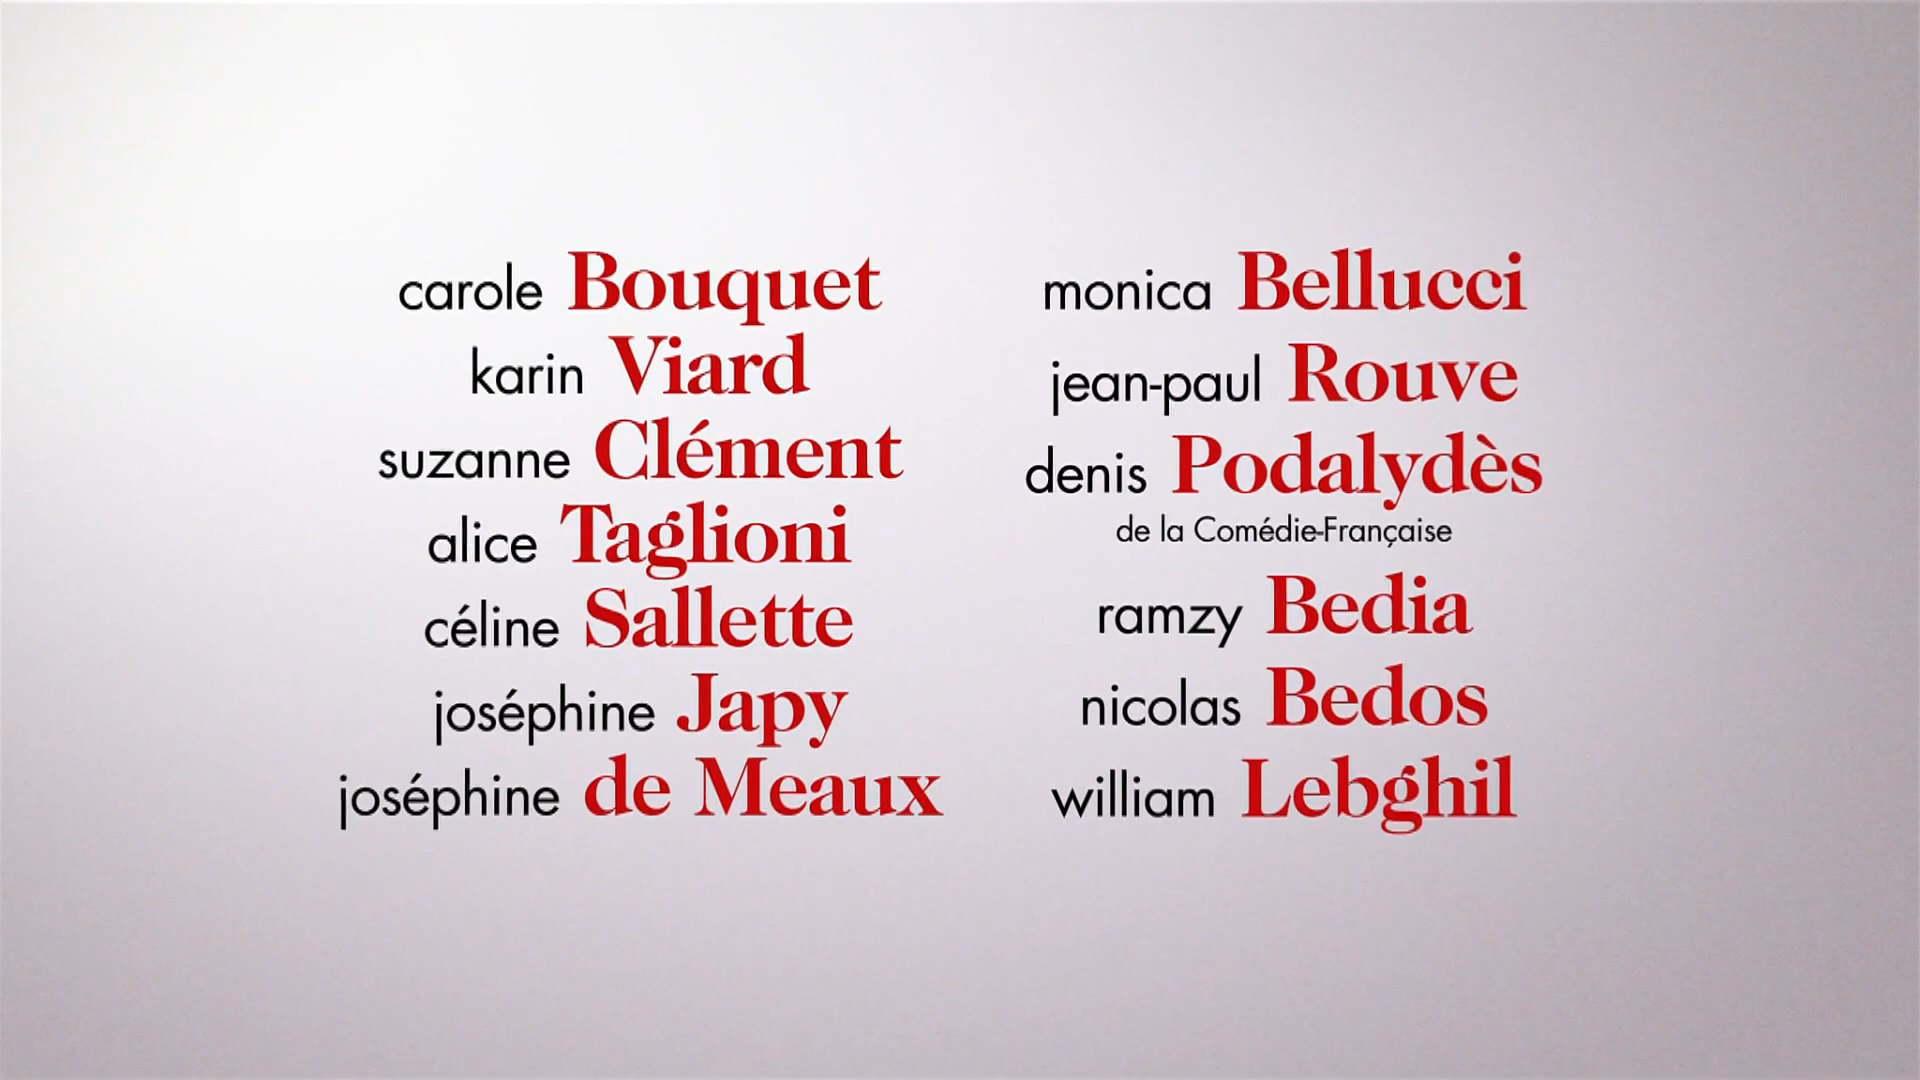 carole Bouquet
karin Viard
suzanne Clément
alice Taglioni
céline Sallette
joséphine Japy
joséphine de Meaux
monica Bellucci
jean-paul Rouve
denis Podalydès
de la Comédie-Française
ramzy Bedia
nicolas Bedos
william Lebghil